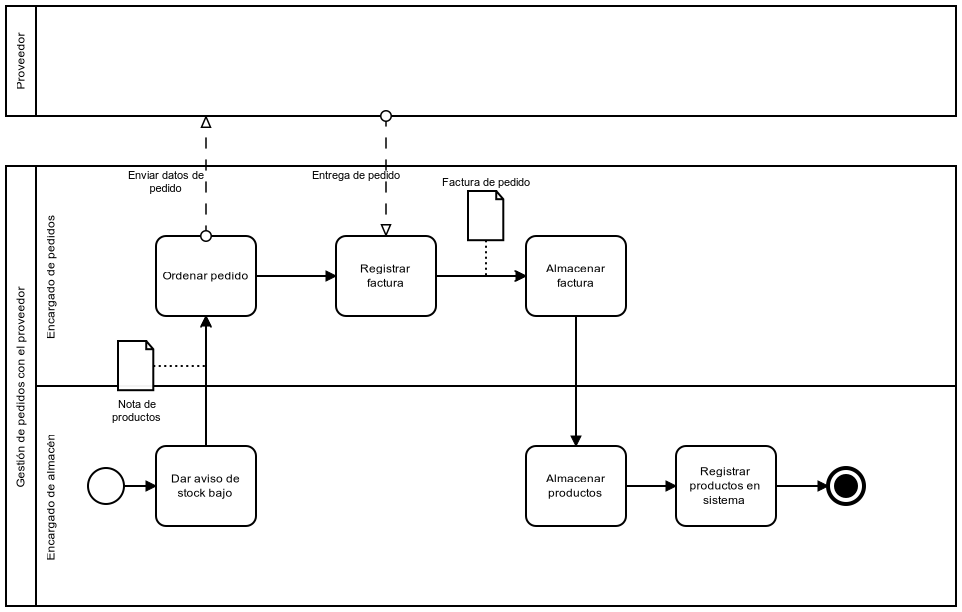 Proveedor
Enviar datos de
pedido
Entrega de pedido
Factura de pedido
Gestión de pedidos con el proveedor
Encargado de pedidos
Ordenar pedido
Registrar
factura
Almacenar
factura
Nota de
productos
Encargado de almacén
Dar aviso de
stock bajo
Almacenar
productos
Registrar
productos en
sistema